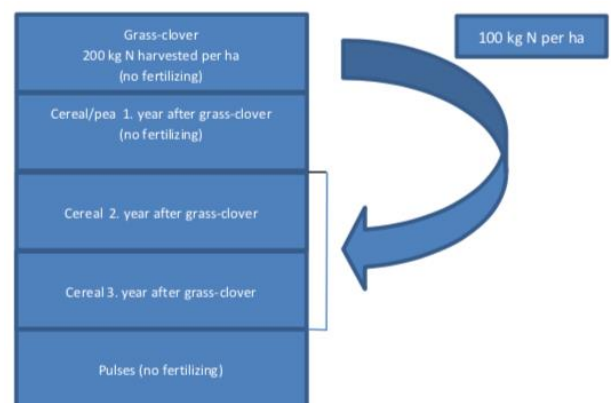 Grass-clover
200 kg N harvested per ha
(no fertilizing)
100 kg N per ha
Cereal/pea 1. year after grass-clover
(no fertilizing)
Cereal 2. year after grass-clover
Cereal 3. year after grass-clover
Pulses (no fertilizing)